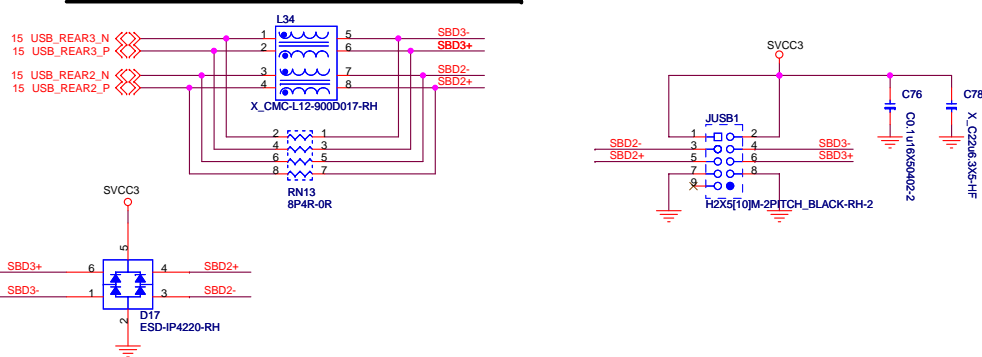 L34
15 USB_REAR3_N 1 5 SBD3-
15 USB_REAR3_P 2 6 SBD3+
15 USB_REAR2_N 3 7 SBD2-
15 USB_REAR2_P 4 8 SBD2+
X_CMC-L12-900D017-RH
2 1
4 3
6 5
8 7
RN13
8P4R-0R
SVCC3
5
SBD3+ 6 4 SBD2+
SBD3- 1 3 SBD2-
2
D17
ESD-IP4220-RH
SVCC3
C76
C0.1u16X50402-2
C78
X_C22u6.3X5-HF
JUSB1
1 2
SBD2- 3 4 SBD3-
SBD2+ 5 6 SBD3+
7 8
9
H2X5[10]M-2PITCH_BLACK-RH-2